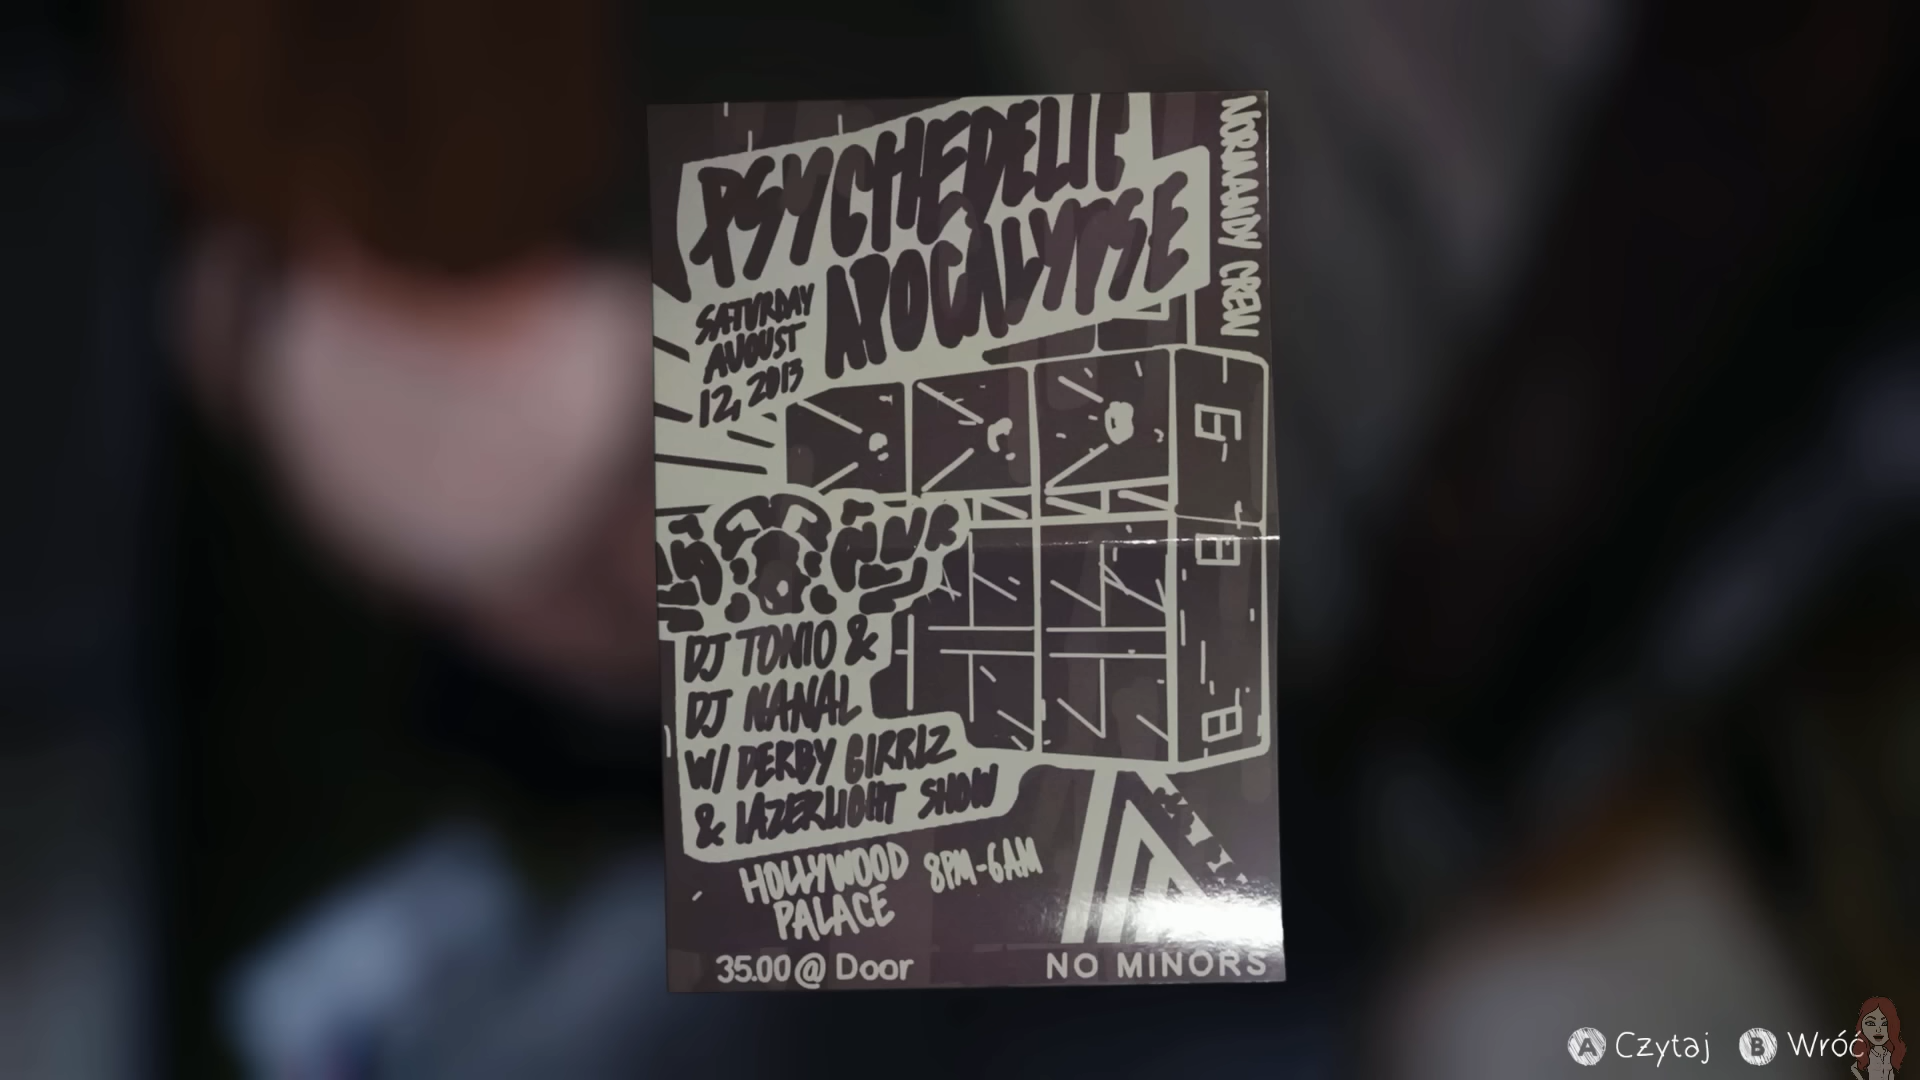 PSYCHEDELIC
APOCALYPSE
NORMANDY CREW
SATURDAY
AUGUST
12, 2013
DJ TONIO &
DJ NANAL
W/ DERBY GIRRLZ
& LAZERLIGHT SHOW
HOLLYWOOD
PALACE
8PM-6AM
35.00 @ Door
NO MINORS
A Czytaj
B Wróć